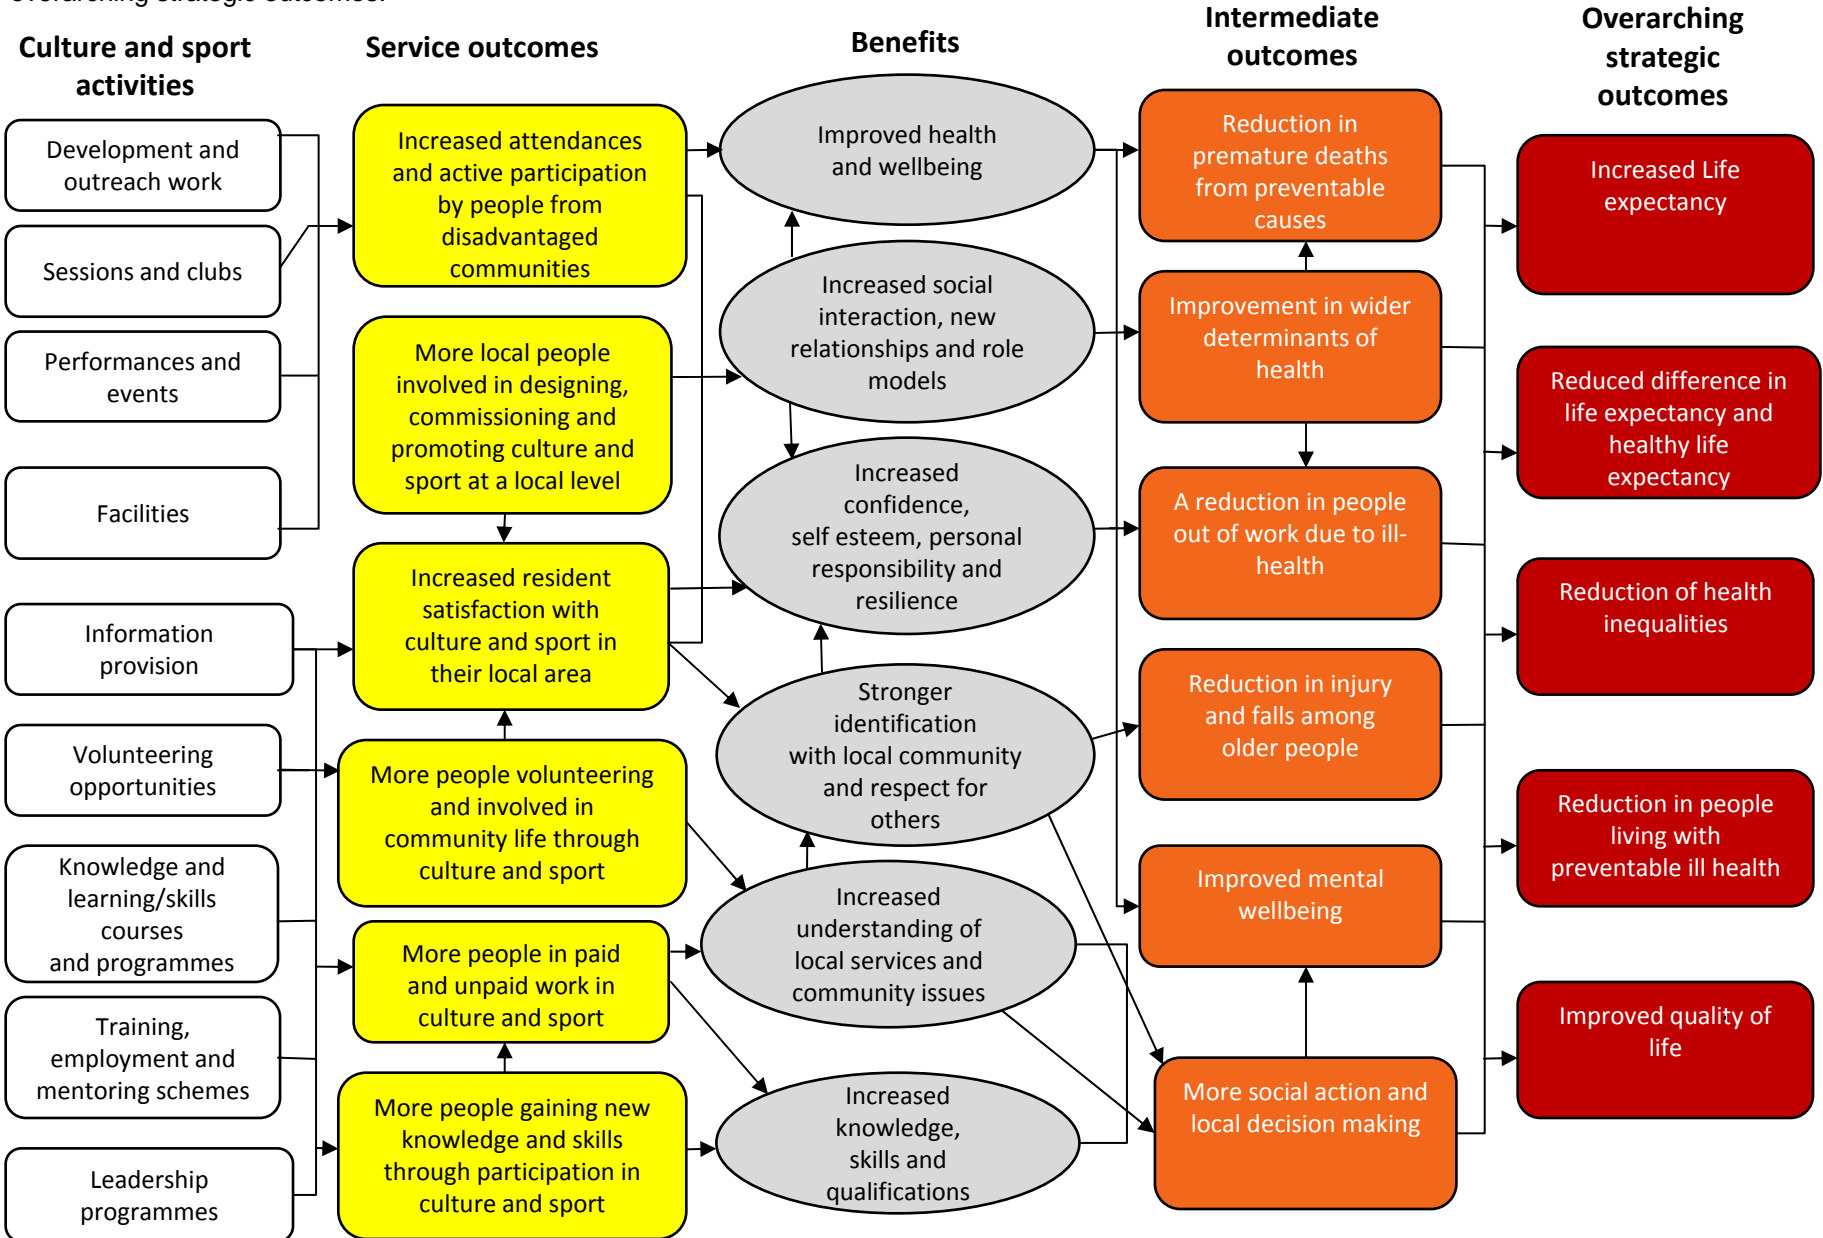 overarching strategic outcomes.
Culture and sport
activities
Service outcomes
Benefits
Intermediate
outcomes
Overarching
strategic
outcomes
Development and
outreach work
Sessions and clubs
Performances and
events
Facilities
Information
provision
Volunteering
opportunities
Knowledge and
learning/skills
courses
and programmes
Training,
employment and
mentoring schemes
Leadership
programmes
Increased attendances
and active participation
by people from
disadvantaged
communities
More local people
involved in designing,
commissioning and
promoting culture and
sport at a local level
Increased resident
satisfaction with
culture and sport in
their local area
More people volunteering
and involved in
community life through
culture and sport
More people in paid
and unpaid work in
culture and sport
More people gaining new
knowledge and skills
through participation in
culture and sport
Improved health
and wellbeing
Increased social
interaction, new
relationships and role
models
Increased
confidence,
self esteem, personal
responsibility and
resilience
Stronger
identification
with local community
and respect for
others
Increased
understanding of
local services and
community issues
Increased
knowledge,
skills and
qualifications
Reduction in
premature deaths
from preventable
causes
Improvement in wider
determinants of
health
A reduction in people
out of work due to ill-
health
Reduction in injury
and falls among
older people
Improved mental
wellbeing
More social action and
local decision making
Increased Life
expectancy
Reduced difference in
life expectancy and
healthy life
expectancy
Reduction of health
inequalities
Reduction in people
living with
preventable ill health
Improved quality of
life